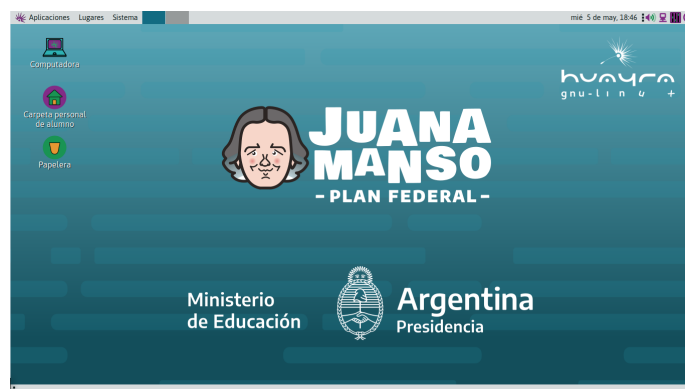 Aplicaciones Lugares Sistema
mié 5 de may, 18:46
Computadora
Carpeta personal
de alumno
Papelera
huayra
gnu-linux +
JUANA
MANSO
- PLAN FEDERAL -
Ministerio
de Educación
Argentina
Presidencia